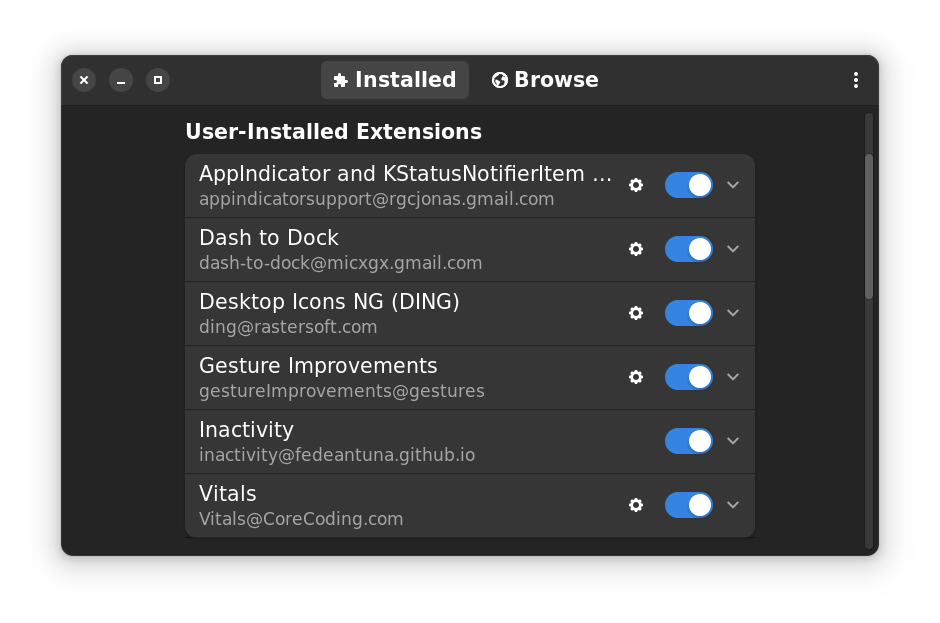 Installed
Browse
User-Installed Extensions
AppIndicator and KStatusNotifierItem ...
appindicatorsupport@rgcjonas.gmail.com
Dash to Dock
dash-to-dock@micxgx.gmail.com
Desktop Icons NG (DING)
ding@rastersoft.com
Gesture Improvements
gestureImprovements@gestures
Inactivity
inactivity@fedeantuna.github.io
Vitals
Vitals@CoreCoding.com